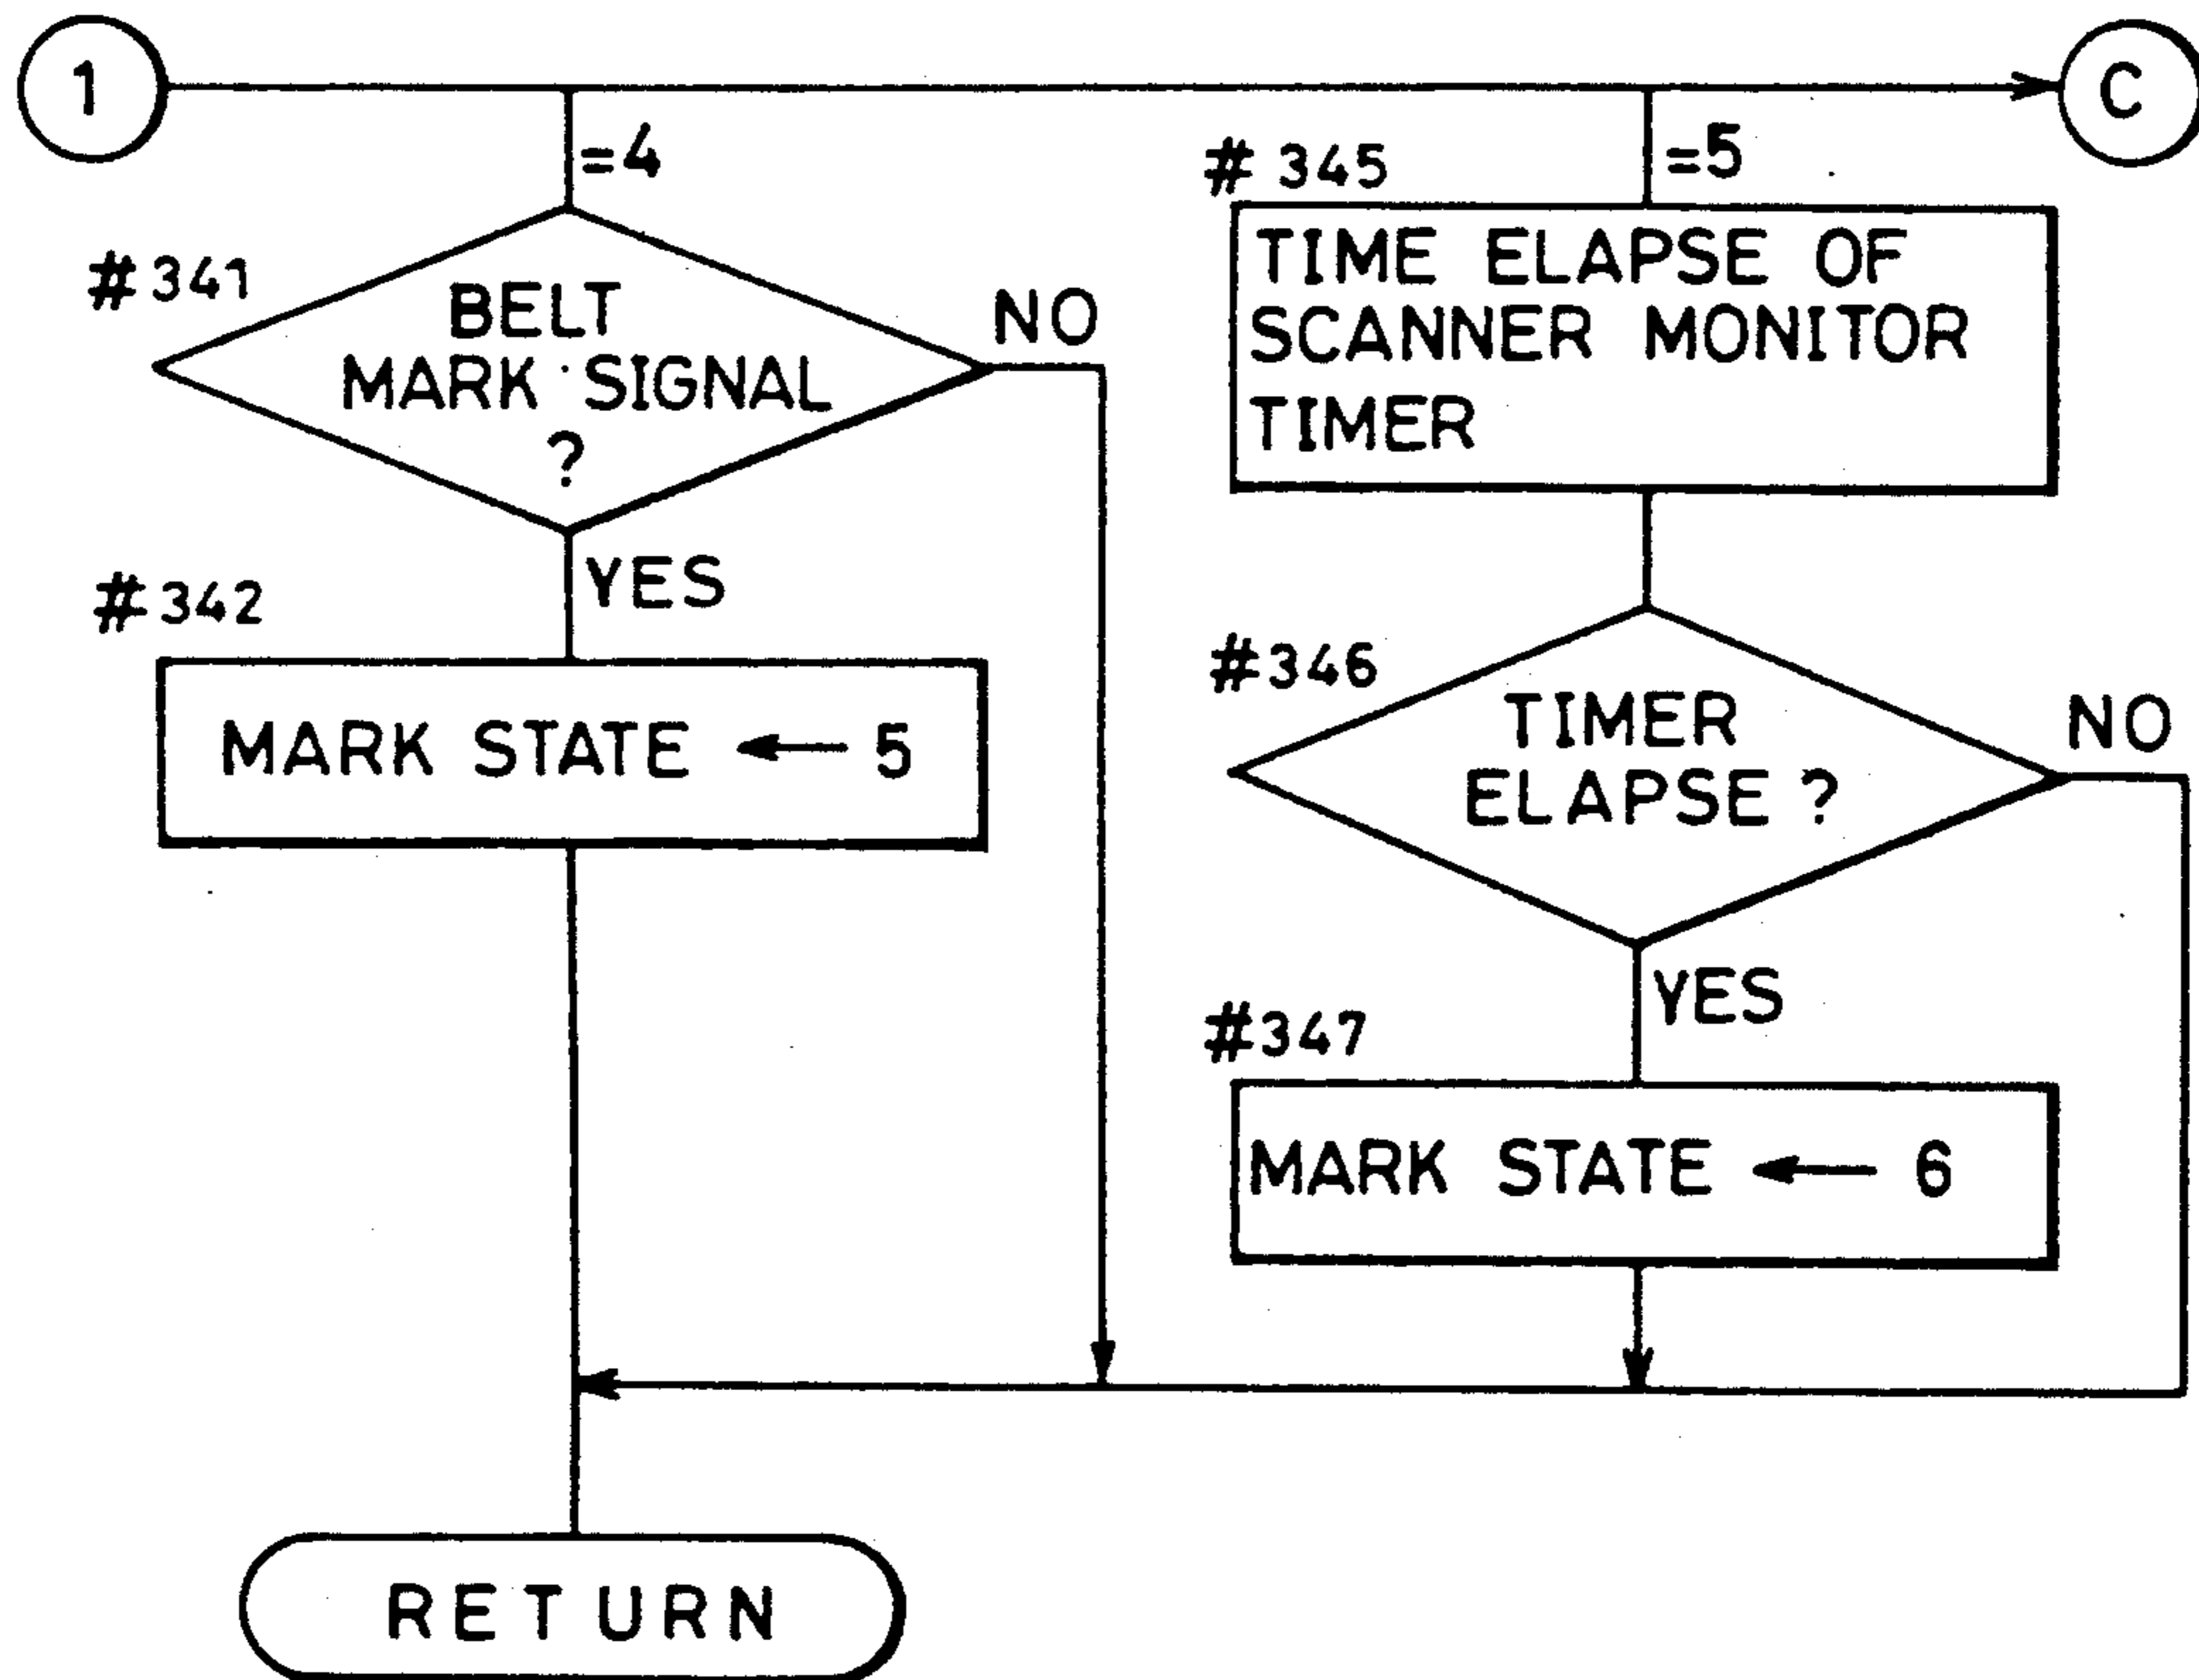 1
C
=4
#341
BELT
MARK SIGNAL
?
NO
YES
#342
MARK STATE ← 5
=5
#345
TIME ELAPSE OF
SCANNER MONITOR
TIMER
#346
TIMER
ELAPSE ?
NO
YES
#347
MARK STATE ← 6
RETURN